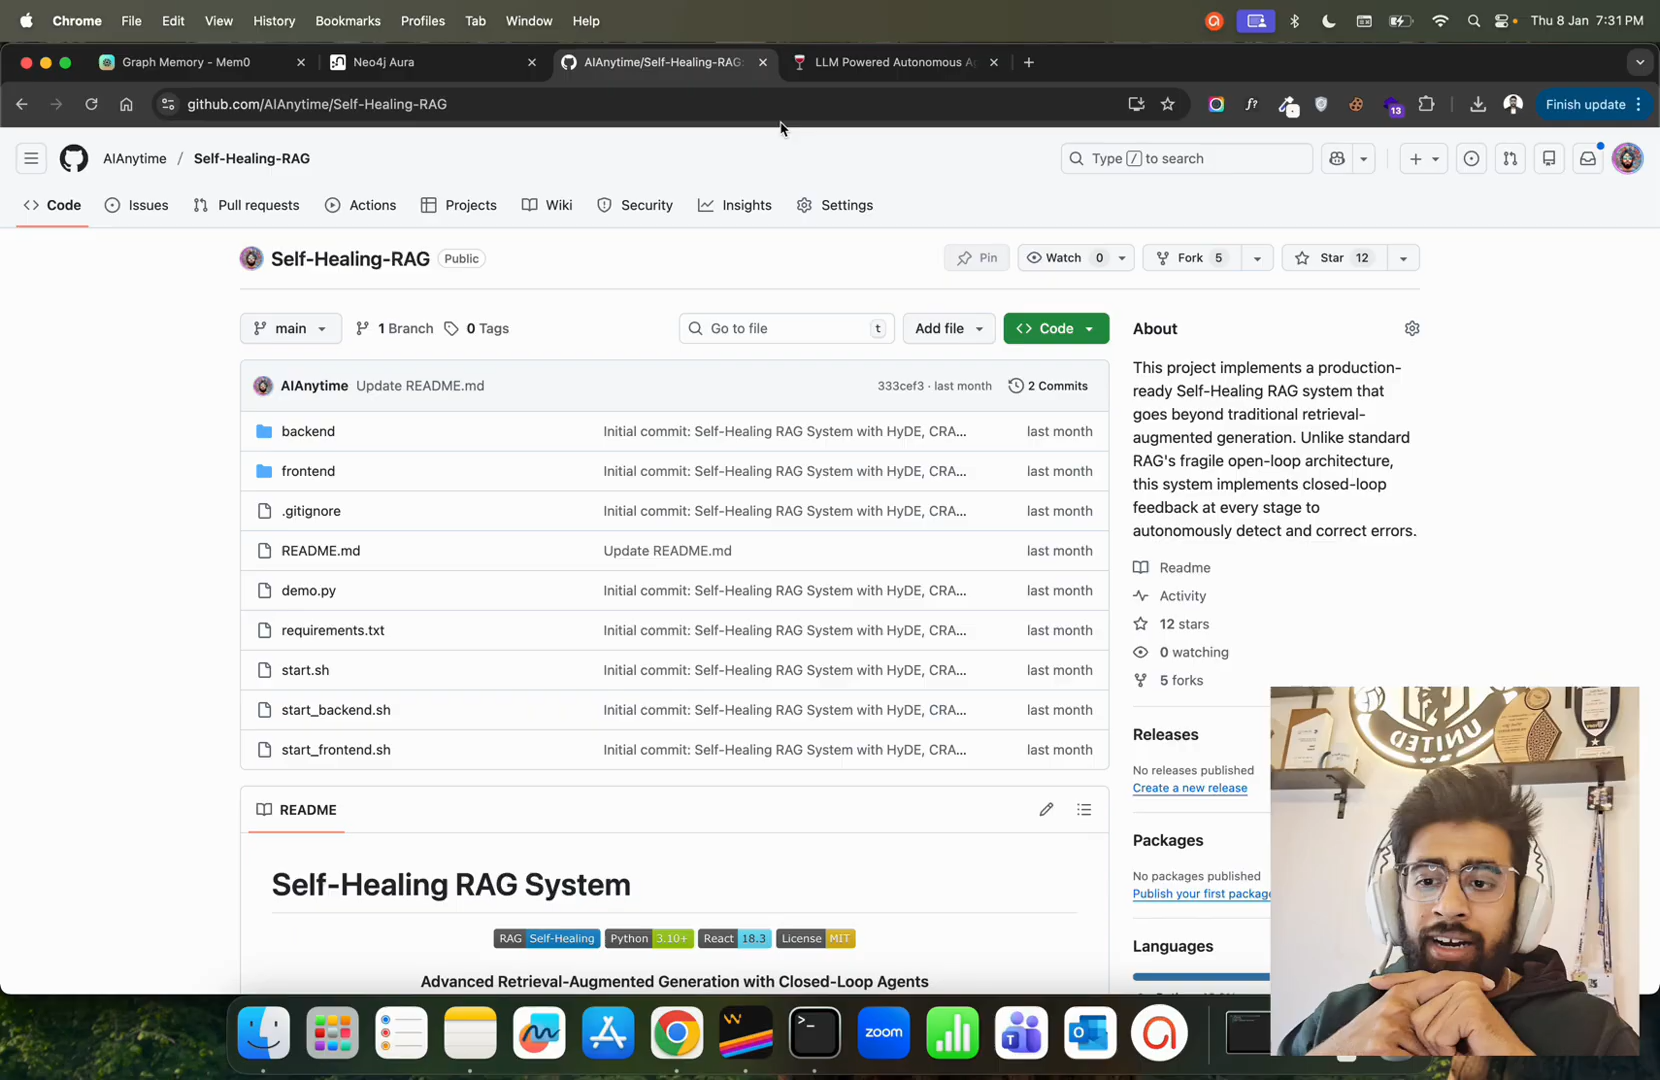 Chrome File Edit View History Bookmarks Profiles Tab Window Help Thu 8 Jan 7:31 PM
Graph Memory - Mem0 Neo4j Aura AIAnytime/Self-Healing-RAG: LLM Powered Autonomous A
github.com/AIAnytime/Self-Healing-RAG f? 13 Finish update
AIAnytime / Self-Healing-RAG Type / to search
Code Issues Pull requests Actions Projects Wiki Security Insights Settings
Self-Healing-RAG Public Pin Watch 0 Fork 5 Star 12
main 1 Branch 0 Tags Go to file t Add file Code
About
This project implements a production-
ready Self-Healing RAG system that
goes beyond traditional retrieval-
augmented generation. Unlike standard
RAG's fragile open-loop architecture,
this system implements closed-loop
feedback at every stage to
autonomously detect and correct errors.
Readme
Activity
12 stars
0 watching
5 forks
AIAnytime Update README.md 333cef3 · last month 2 Commits
backend Initial commit: Self-Healing RAG System with HyDE, CRA... last month
frontend Initial commit: Self-Healing RAG System with HyDE, CRA... last month
.gitignore Initial commit: Self-Healing RAG System with HyDE, CRA... last month
README.md Update README.md last month
demo.py Initial commit: Self-Healing RAG System with HyDE, CRA... last month
requirements.txt Initial commit: Self-Healing RAG System with HyDE, CRA... last month
start.sh Initial commit: Self-Healing RAG System with HyDE, CRA... last month
start_backend.sh Initial commit: Self-Healing RAG System with HyDE, CRA... last month
start_frontend.sh Initial commit: Self-Healing RAG System with HyDE, CRA... last month
Releases
No releases published
Create a new release
Packages
No packages published
Publish your first package
Languages
README
Self-Healing RAG System
RAG Self-Healing Python 3.10+ React 18.3 License MIT
Advanced Retrieval-Augmented Generation with Closed-Loop Agents
UNITED
zoom